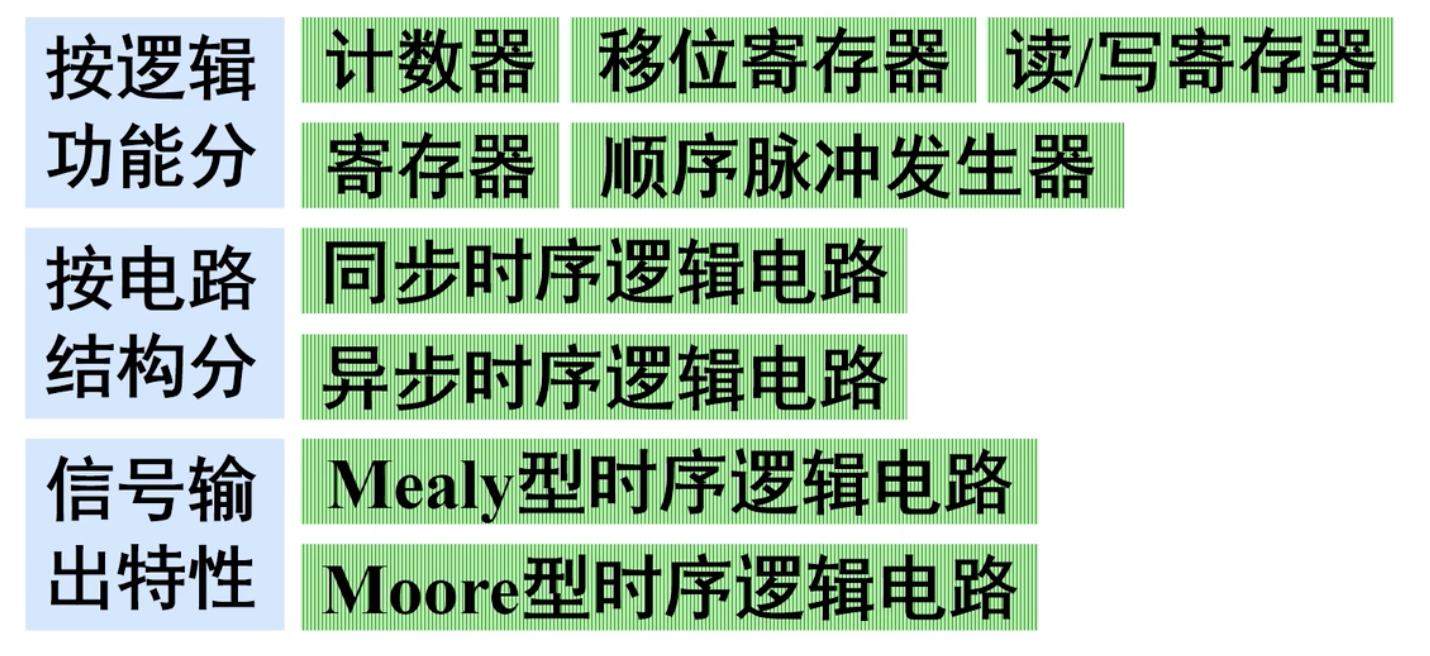 按逻辑
功能分
计数器 移位寄存器 读/写寄存器
寄存器 顺序脉冲发生器
按电路
结构分
同步时序逻辑电路
异步时序逻辑电路
信号输
出特性
Mealy型时序逻辑电路
Moore型时序逻辑电路